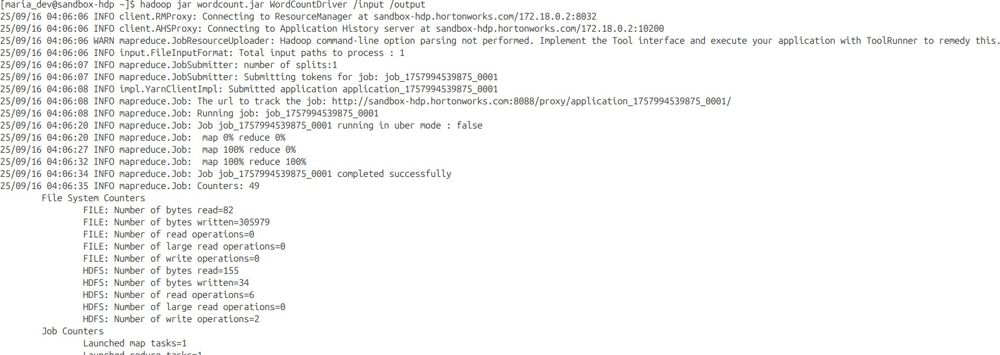 [maria_dev@sandbox-hdp ~]$ hadoop jar wordcount.jar WordCountDriver /input /output
25/09/16 04:06:06 INFO client.RMProxy: Connecting to ResourceManager at sandbox-hdp.hortonworks.com/172.18.0.2:8032
25/09/16 04:06:06 INFO client.AHSProxy: Connecting to Application History server at sandbox-hdp.hortonworks.com/172.18.0.2:10200
25/09/16 04:06:06 WARN mapreduce.JobResourceUploader: Hadoop command-line option parsing not performed. Implement the Tool interface and execute your application with ToolRunner to remedy this.
25/09/16 04:06:06 INFO input.FileInputFormat: Total input paths to process : 1
25/09/16 04:06:07 INFO mapreduce.JobSubmitter: number of splits:1
25/09/16 04:06:07 INFO mapreduce.JobSubmitter: Submitting tokens for job: job_1757994539875_0001
25/09/16 04:06:08 INFO impl.YarnClientImpl: Submitted application application_1757994539875_0001
25/09/16 04:06:08 INFO mapreduce.Job: The url to track the job: http://sandbox-hdp.hortonworks.com:8088/proxy/application_1757994539875_0001/
25/09/16 04:06:08 INFO mapreduce.Job: Running job: job_1757994539875_0001
25/09/16 04:06:20 INFO mapreduce.Job: Job job_1757994539875_0001 running in uber mode : false
25/09/16 04:06:20 INFO mapreduce.Job:  map 0% reduce 0%
25/09/16 04:06:27 INFO mapreduce.Job:  map 100% reduce 0%
25/09/16 04:06:32 INFO mapreduce.Job:  map 100% reduce 100%
25/09/16 04:06:34 INFO mapreduce.Job: Job job_1757994539875_0001 completed successfully
25/09/16 04:06:35 INFO mapreduce.Job: Counters: 49
File System Counters
FILE: Number of bytes read=82
FILE: Number of bytes written=305979
FILE: Number of read operations=0
FILE: Number of large read operations=0
FILE: Number of write operations=0
HDFS: Number of bytes read=155
HDFS: Number of bytes written=34
HDFS: Number of read operations=6
HDFS: Number of large read operations=0
HDFS: Number of write operations=2
Job Counters
Launched map tasks=1
Launched reduce tasks=1